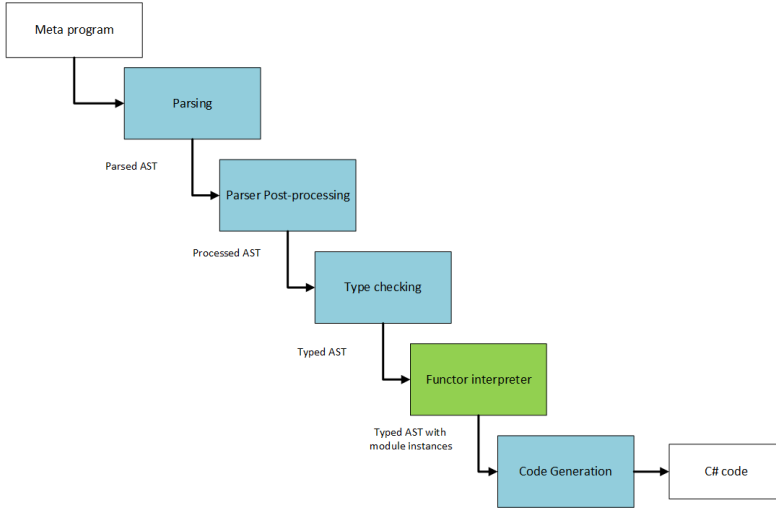 Meta program
Parsing
Parsed AST
Parser Post-processing
Processed AST
Type checking
Typed AST
Functor interpreter
Typed AST with
module instances
Code Generation
C# code